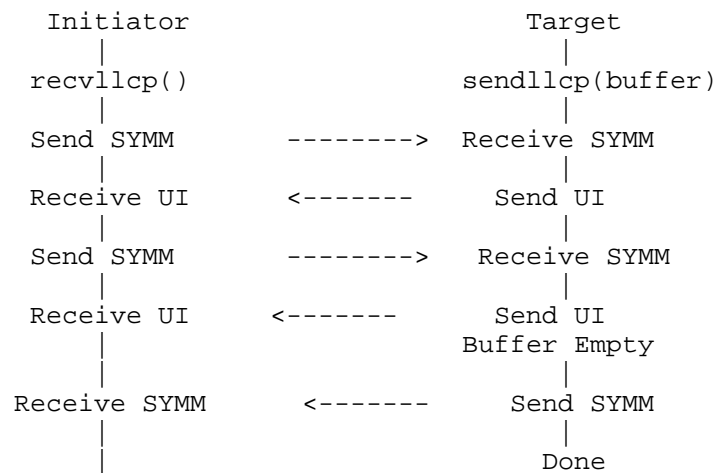 Initiator Target
| |
recvllcp() sendllcp(buffer)
| |
Send SYMM --------> Receive SYMM
| |
Receive UI <------- Send UI
| |
Send SYMM --------> Receive SYMM
| |
Receive UI <------- Send UI
| Buffer Empty
| |
Receive SYMM <------- Send SYMM
| |
| Done